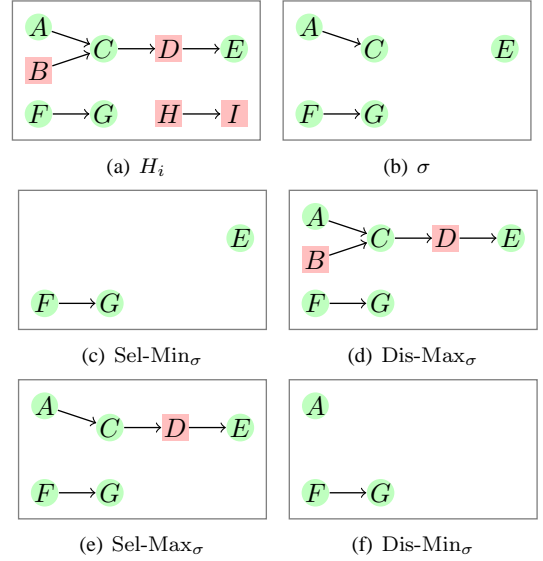 A
C D E
B
F G H I
(a) H_i
A
C E
F G
(b) σ
E
F G
(c) Sel-Min_σ
A
C D E
B
F G
(d) Dis-Max_σ
A
C D E
F G
(e) Sel-Max_σ
A
F G
(f) Dis-Min_σ